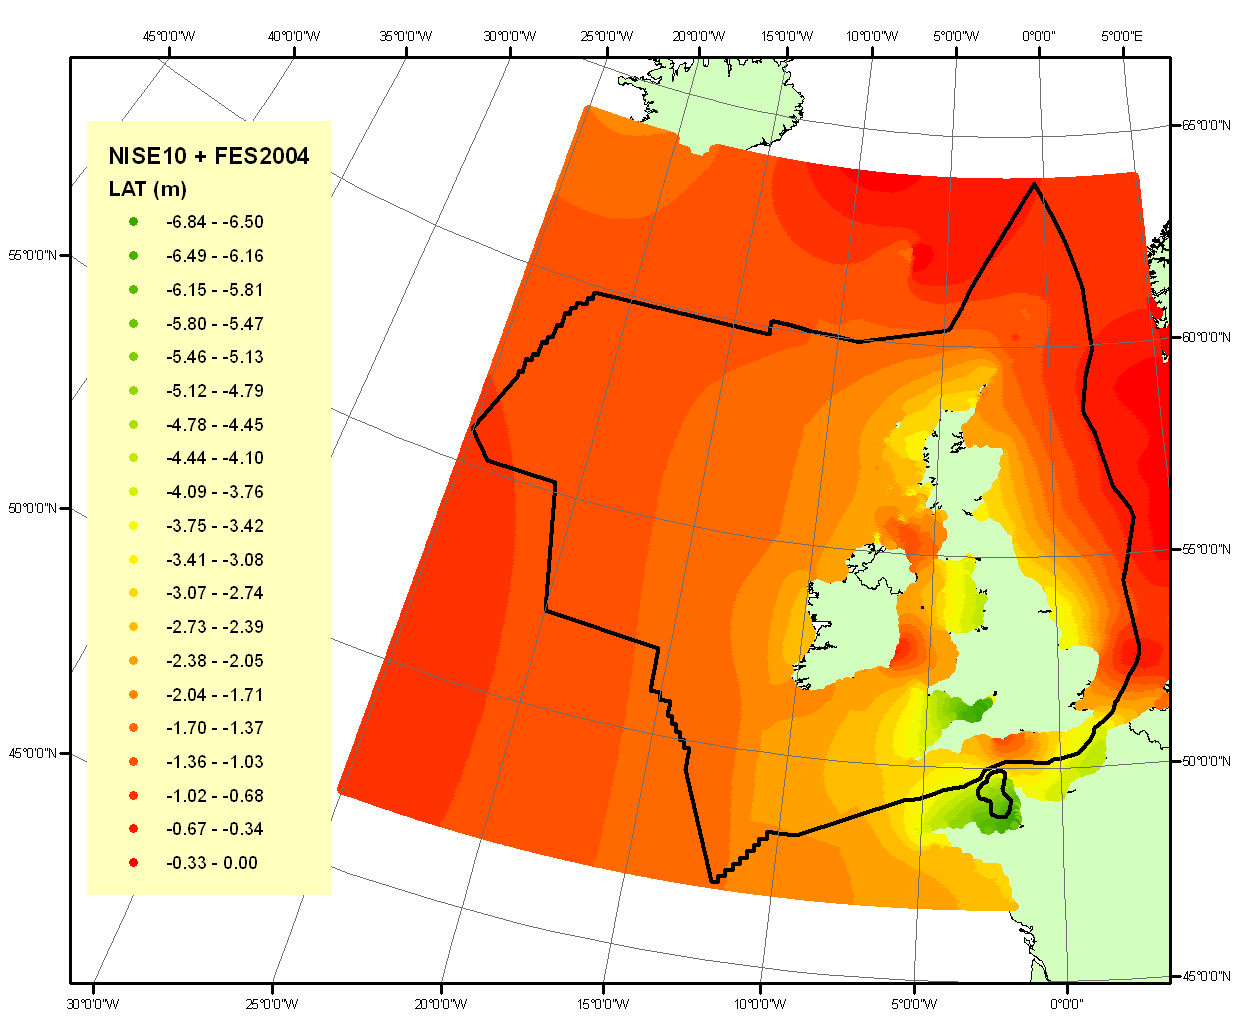 45°0'0"W 40°0'0"W 35°0'0"W 30°0'0"W 25°0'0"W 20°0'0"W 15°0'0"W 10°0'0"W 5°0'0"W 0°0'0" 5°0'0"E
65°0'0"N
NISE10 + FES2004
LAT (m)
-6.84 - -6.50
-6.49 - -6.16
-6.15 - -5.81
-5.80 - -5.47
-5.46 - -5.13
-5.12 - -4.79
-4.78 - -4.45
-4.44 - -4.10
-4.09 - -3.76
-3.75 - -3.42
-3.41 - -3.08
-3.07 - -2.74
-2.73 - -2.39
-2.38 - -2.05
-2.04 - -1.71
-1.70 - -1.37
-1.36 - -1.03
-1.02 - -0.68
-0.67 - -0.34
-0.33 - 0.00
55°0'0"N
50°0'0"N
45°0'0"N
60°0'0"N
55°0'0"N
50°0'0"N
45°0'0"N
30°0'0"W 25°0'0"W 20°0'0"W 15°0'0"W 10°0'0"W 5°0'0"W 0°0'0"